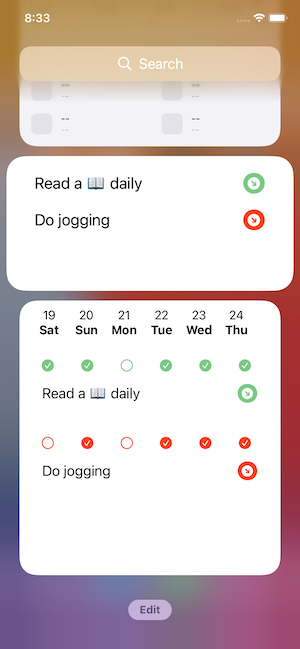 8:33
Search
-- --
-- --
-- --
-- --
Read a 📖 daily
Do jogging
19 20 21 22 23 24
Sat Sun Mon Tue Wed Thu
Read a 📖 daily
Do jogging
Edit